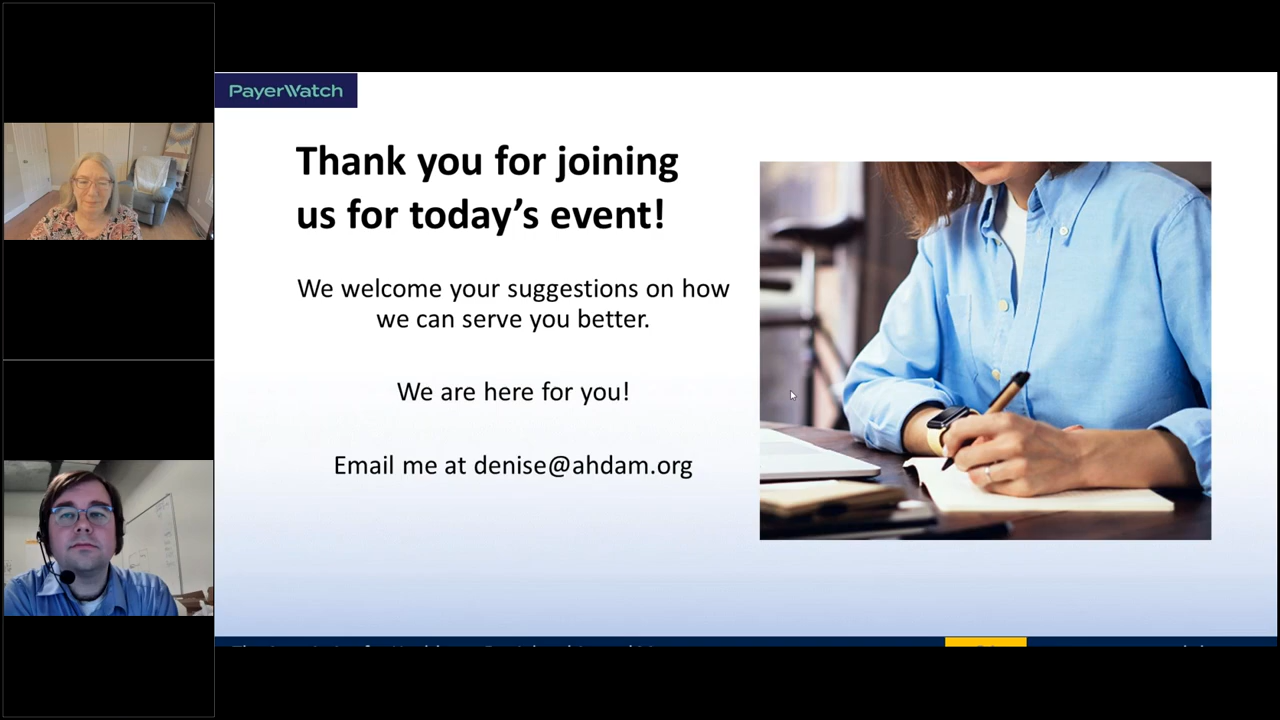 PayerWatch
Thank you for joining
us for today's event!
We welcome your suggestions on how
we can serve you better.
We are here for you!
Email me at denise@ahdam.org